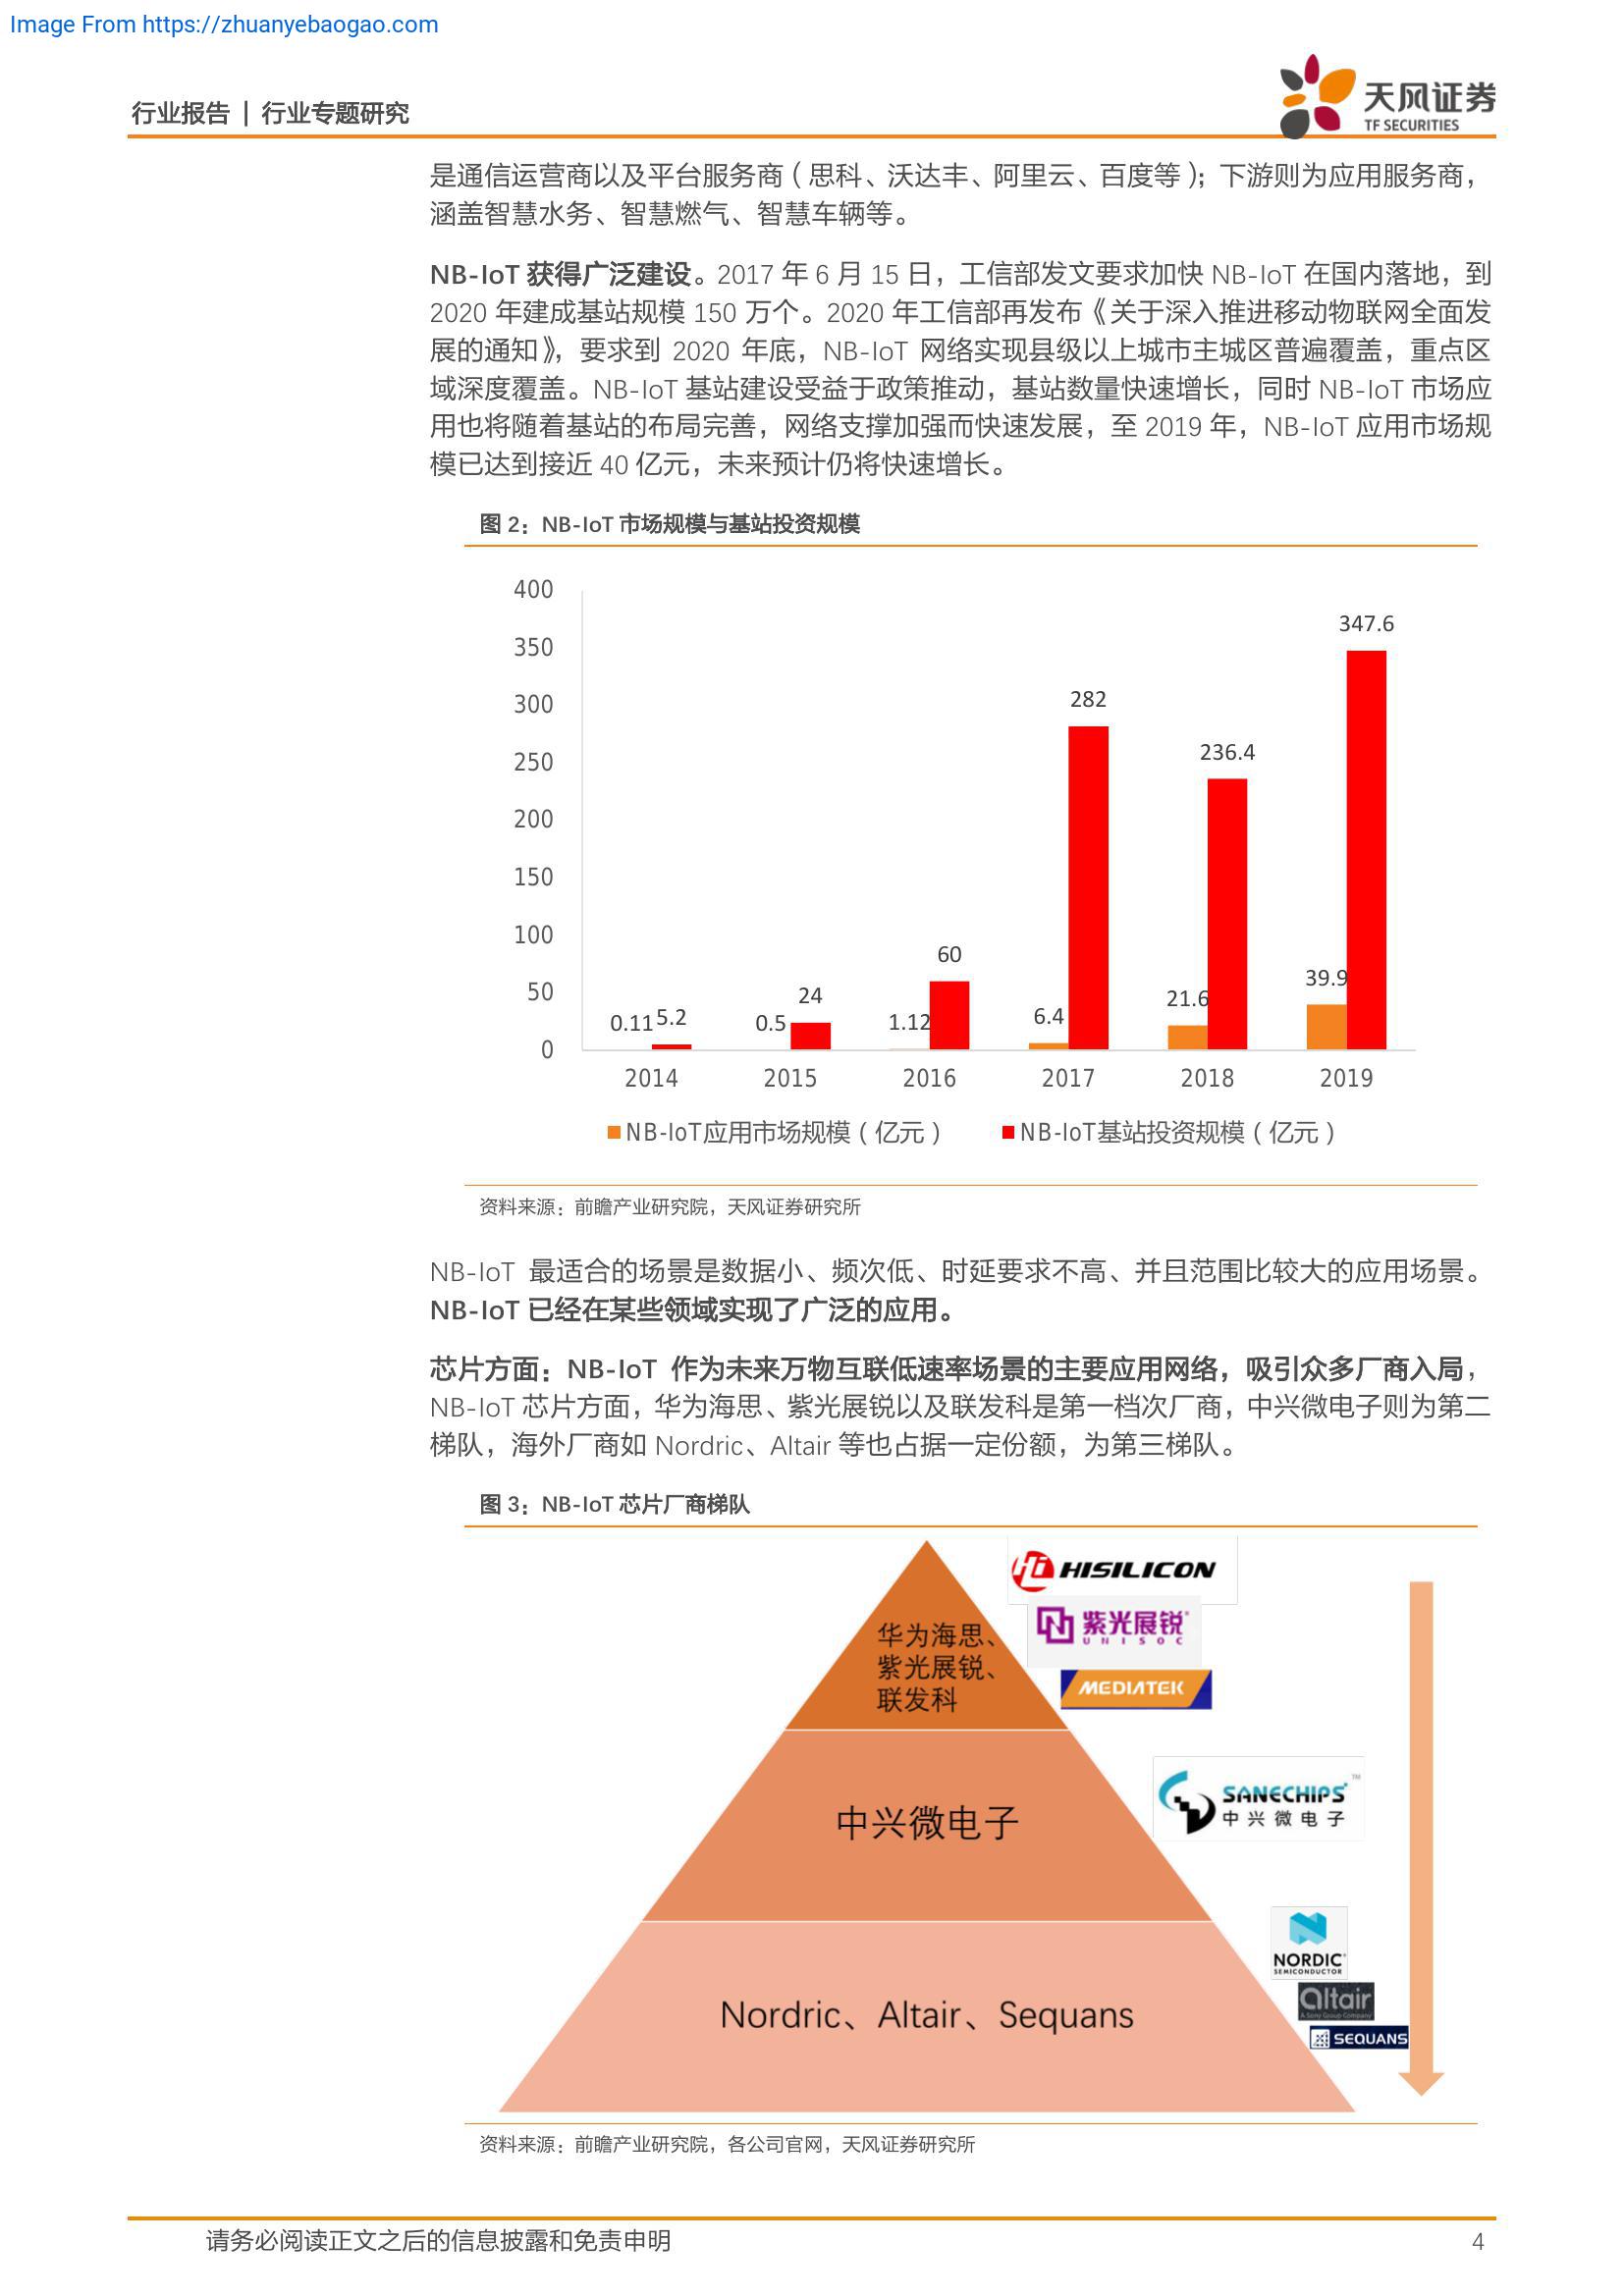 Image From https://zhuanyebaogao.com
行业报告 | 行业专题研究
天风证券
TF SECURITIES
是通信运营商以及平台服务商（思科、沃达丰、阿里云、百度等）；下游则为应用服务商，
涵盖智慧水务、智慧燃气、智慧车辆等。
NB-IoT 获得广泛建设。2017 年 6 月 15 日，工信部发文要求加快 NB-IoT 在国内落地，到
2020 年建成基站规模 150 万个。2020 年工信部再发布《关于深入推进移动物联网全面发
展的通知》，要求到 2020 年底，NB-IoT 网络实现县级以上城市主城区普遍覆盖，重点区
域深度覆盖。NB-IoT 基站建设受益于政策推动，基站数量快速增长，同时 NB-IoT 市场应
用也将随着基站的布局完善，网络支撑加强而快速发展，至 2019 年，NB-IoT 应用市场规
模已达到接近 40 亿元，未来预计仍将快速增长。
图 2：NB-IoT 市场规模与基站投资规模
400
350
300
250
200
150
100
50
0
0.11 5.2
0.5 24
1.12 60
6.4 282
21.6 236.4
39.9 347.6
2014 2015 2016 2017 2018 2019
NB-IoT应用市场规模（亿元） NB-IoT基站投资规模（亿元）
资料来源：前瞻产业研究院，天风证券研究所
NB-IoT 最适合的场景是数据小、频次低、时延要求不高、并且范围比较大的应用场景。
NB-IoT 已经在某些领域实现了广泛的应用。
芯片方面：NB-IoT 作为未来万物互联低速率场景的主要应用网络，吸引众多厂商入局，
NB-IoT 芯片方面，华为海思、紫光展锐以及联发科是第一档次厂商，中兴微电子则为第二
梯队，海外厂商如 Nordric、Altair 等也占据一定份额，为第三梯队。
图 3：NB-IoT 芯片厂商梯队
华为海思、
紫光展锐、
联发科
HISILICON
紫光展锐
UNISOC
MEDIATEK
中兴微电子
SANECHIPS™
中兴微电子
Nordric、Altair、Sequans
NORDIC
SEMICONDUCTOR
altair
A Sony Group Company
SEQUANS
资料来源：前瞻产业研究院，各公司官网，天风证券研究所
请务必阅读正文之后的信息披露和免责申明
4